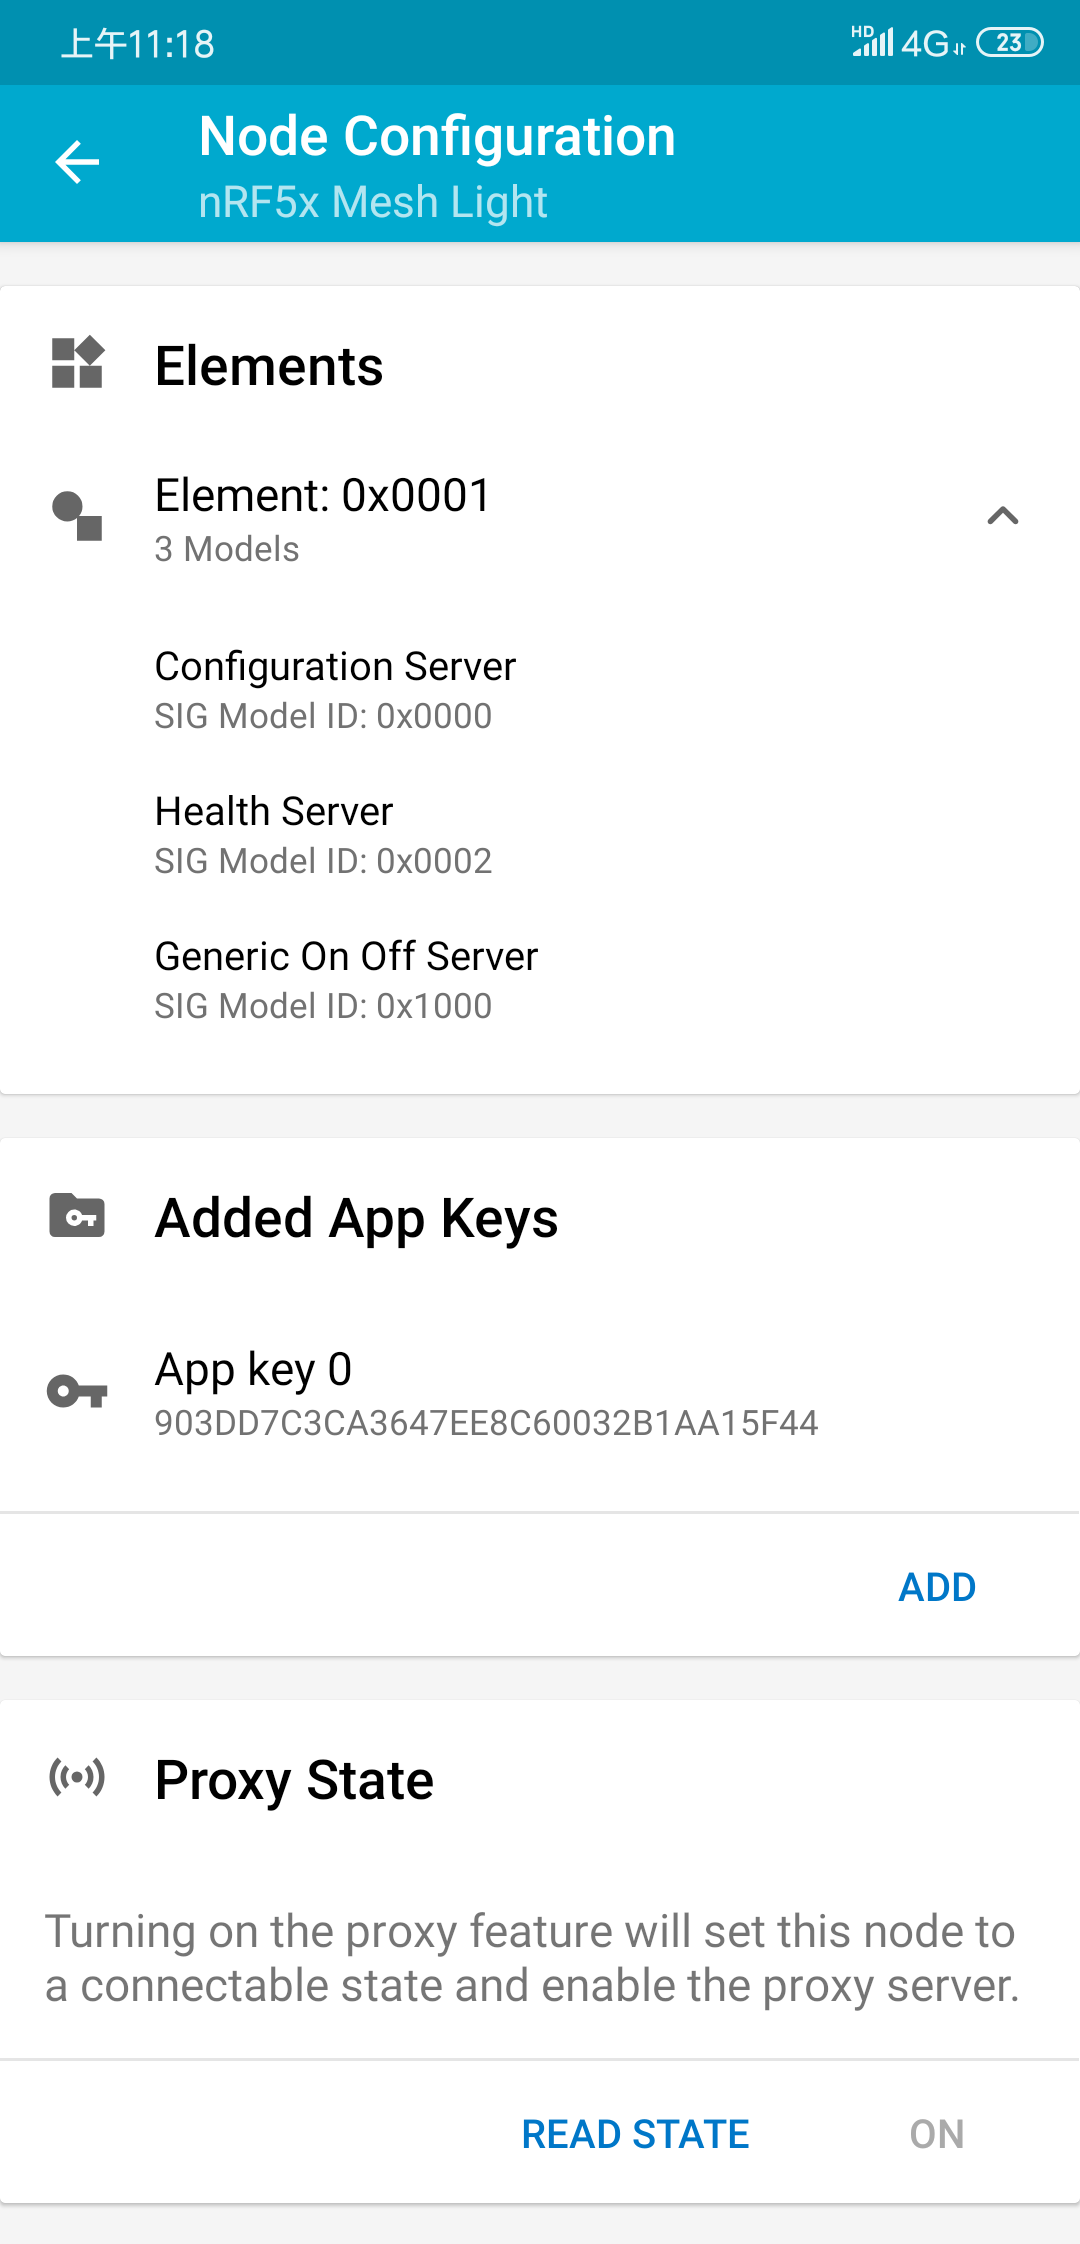 上午11:18
HD 4G 23
Node Configuration
nRF5x Mesh Light
Elements
Element: 0x0001
3 Models
Configuration Server
SIG Model ID: 0x0000
Health Server
SIG Model ID: 0x0002
Generic On Off Server
SIG Model ID: 0x1000
Added App Keys
App key 0
903DD7C3CA3647EE8C60032B1AA15F44
ADD
Proxy State
Turning on the proxy feature will set this node to
a connectable state and enable the proxy server.
READ STATE ON